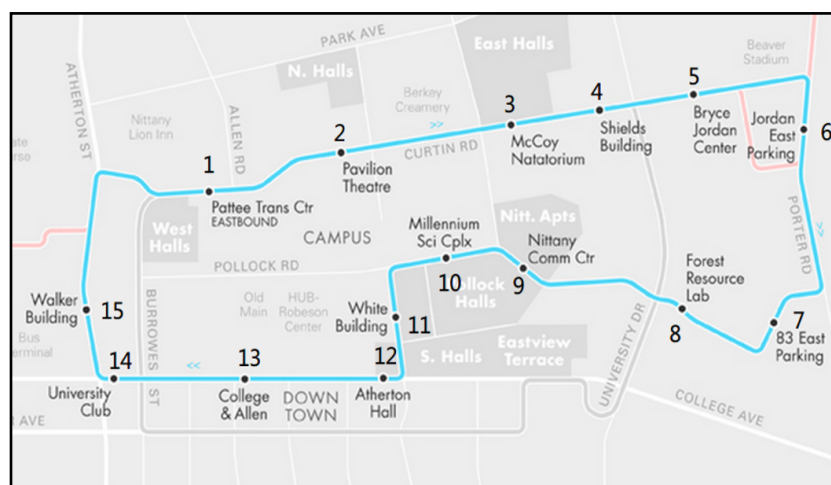 PARK AVE
East Halls
Beaver
Stadium
N. Halls
ATHERTON ST
Berkey
Creamery
>>
Nittany
Lion Inn
ALLEN RD
1
2
3
4
5
6
CURTIN RD
Pattee Trans Ctr
EASTBOUND
Pavilion
Theatre
McCoy
Natatorium
Shields
Building
Bryce
Jordan
Center
Jordan
East
Parking
West
Halls
CAMPUS
Millennium
Sci Cplx
Nitt. Apts
Nittany
Comm Ctr
PORTER RD
>>
POLLOCK RD
10
9
Forest
Resource
Lab
Walker
Building
15
BURROWES ST
Old
Main
HUB-
Robeson
Center
White
Building
11
Halls
8
7
83 East
Parking
UNIVERSITY DR
14
<<
13
12
S. Halls
Eastview
Terrace
University
Club
College
& Allen
DOWN
TOWN
Atherton
Hall
COLLEGE AVE
AVE